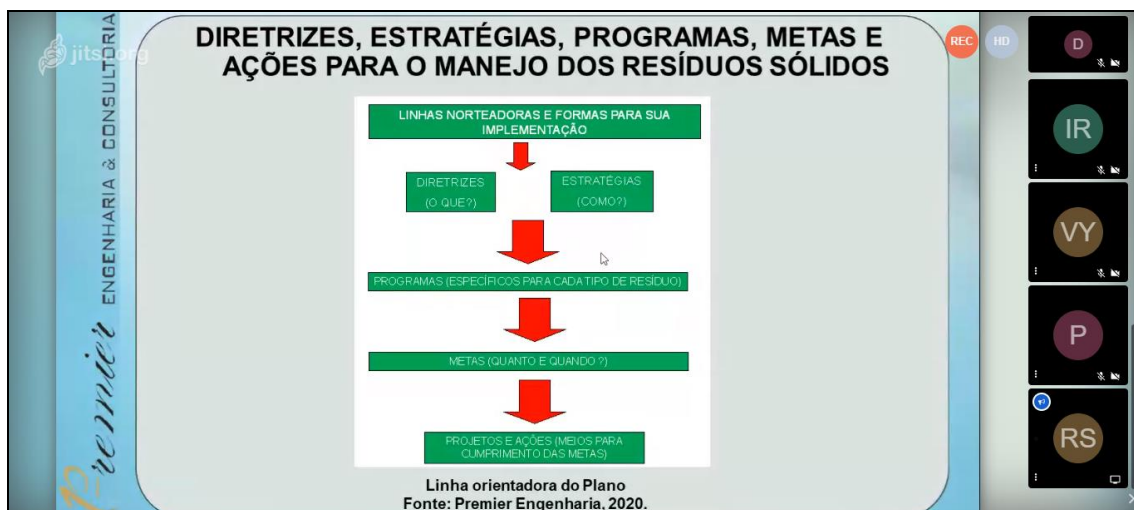 DIRETRIZES, ESTRATÉGIAS, PROGRAMAS, METAS E
AÇÕES PARA O MANEJO DOS RESÍDUOS SÓLIDOS
LINHAS NORTEADORAS E FORMAS PARA SUA
IMPLEMENTAÇÃO
DIRETRIZES
(O QUE?)
ESTRATÉGIAS
(COMO?)
PROGRAMAS (ESPECÍFICOS PARA CADA TIPO DE RESÍDUO)
METAS (QUANTO E QUANDO ?)
PROJETOS E AÇÕES (MEIOS PARA
CUMPRIMENTO DAS METAS)
Linha orientadora do Plano
Fonte: Premier Engenharia, 2020.
Premier ENGENHARIA & CONSULTORIA
REC
HD
D
IR
VY
P
RS